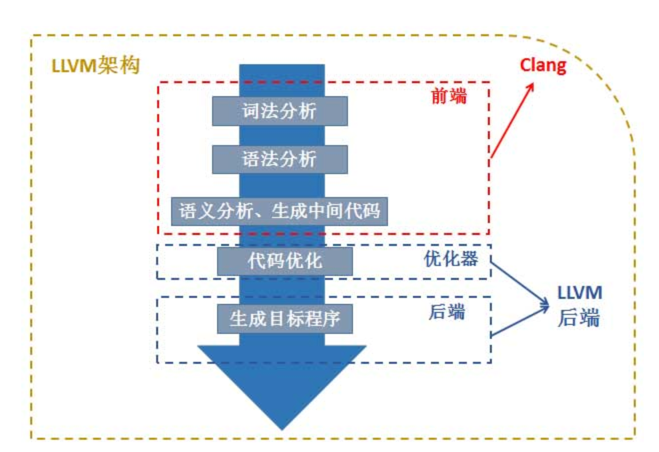 LLVM架构
Clang
前端
词法分析
语法分析
语义分析、生成中间代码
代码优化
优化器
LLVM
后端
生成目标程序
后端